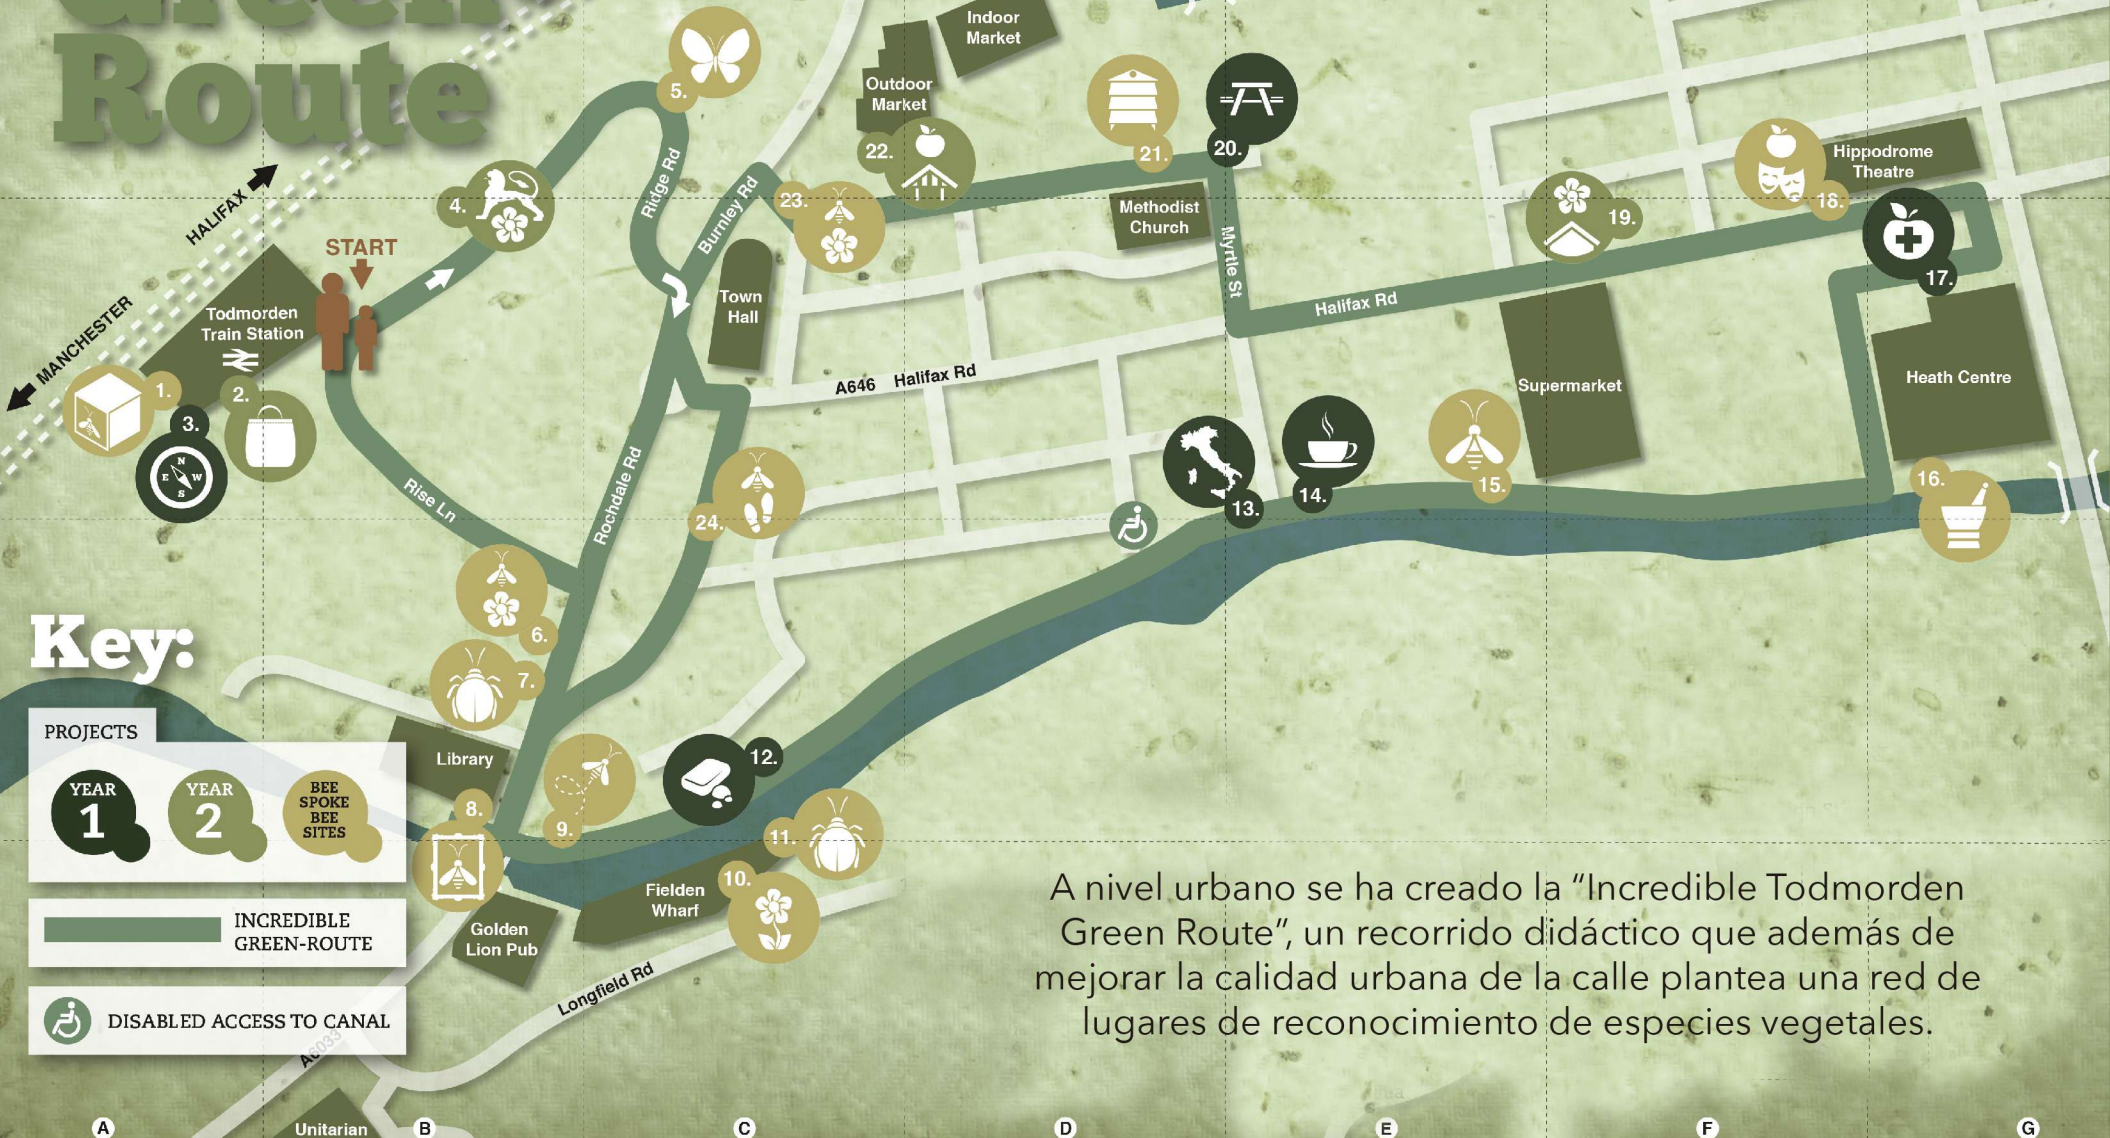 Green
Route
HALIFAX
MANCHESTER
START
Todmorden
Train Station
1.
2.
3.
N
E W
S
4.
5.
Ridge Rd
Burnley Rd
Indoor
Market
Outdoor
Market
22.
23.
21.
20.
Methodist
Church
Myrtle St
Town
Hall
A646 Halifax Rd
Halifax Rd
19.
18.
Hippodrome
Theatre
17.
Heath Centre
Supermarket
16.
15.
14.
13.
Rise Ln
Rochdale Rd
24.
6.
7.
Library
8.
9.
12.
11.
10.
Fielden
Wharf
Golden
Lion Pub
Longfield Rd
A6033
Unitarian
Key:
PROJECTS
YEAR
1
YEAR
2
BEE
SPOKE
BEE
SITES
INCREDIBLE
GREEN-ROUTE
DISABLED ACCESS TO CANAL
A nivel urbano se ha creado la “Incredible Todmorden
Green Route”, un recorrido didáctico que además de
mejorar la calidad urbana de la calle plantea una red de
lugares de reconocimiento de especies vegetales.
A B C D E F G